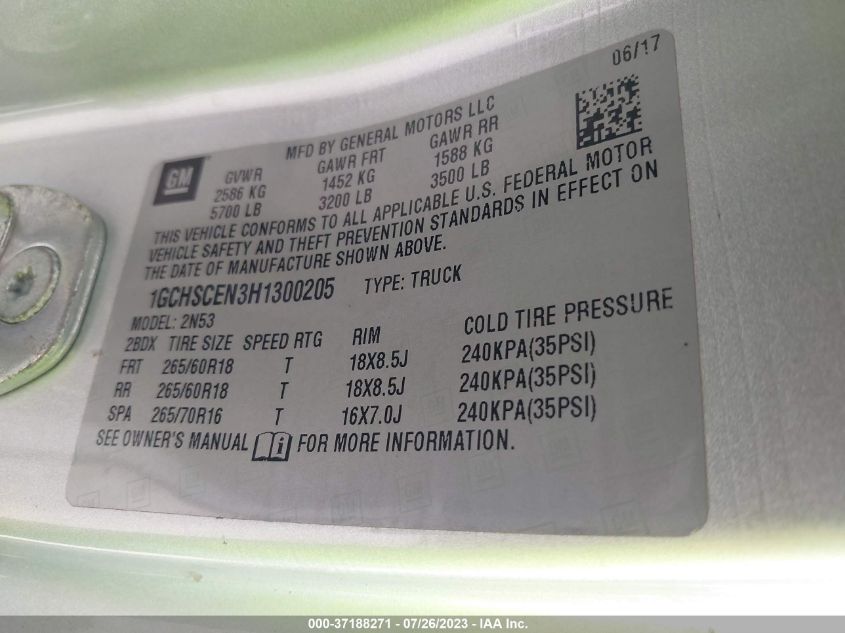 06/17
MFD BY GENERAL MOTORS LLC
GM
GVWR GAWR FRT GAWR RR
2586 KG 1452 KG 1588 KG
5700 LB 3200 LB 3500 LB
THIS VEHICLE CONFORMS TO ALL APPLICABLE U.S. FEDERAL MOTOR
VEHICLE SAFETY AND THEFT PREVENTION STANDARDS IN EFFECT ON
THE DATE OF MANUFACTURE SHOWN ABOVE.
1GCHSCEN3H1300205 TYPE: TRUCK
MODEL: 2N53
2BDX TIRE SIZE SPEED RTG RIM COLD TIRE PRESSURE
FRT 265/60R18 T 18X8.5J 240KPA(35PSI)
RR 265/60R18 T 18X8.5J 240KPA(35PSI)
SPA 265/70R16 T 16X7.0J 240KPA(35PSI)
SEE OWNER'S MANUAL i FOR MORE INFORMATION.
000-37188271 - 07/26/2023 - IAA Inc.